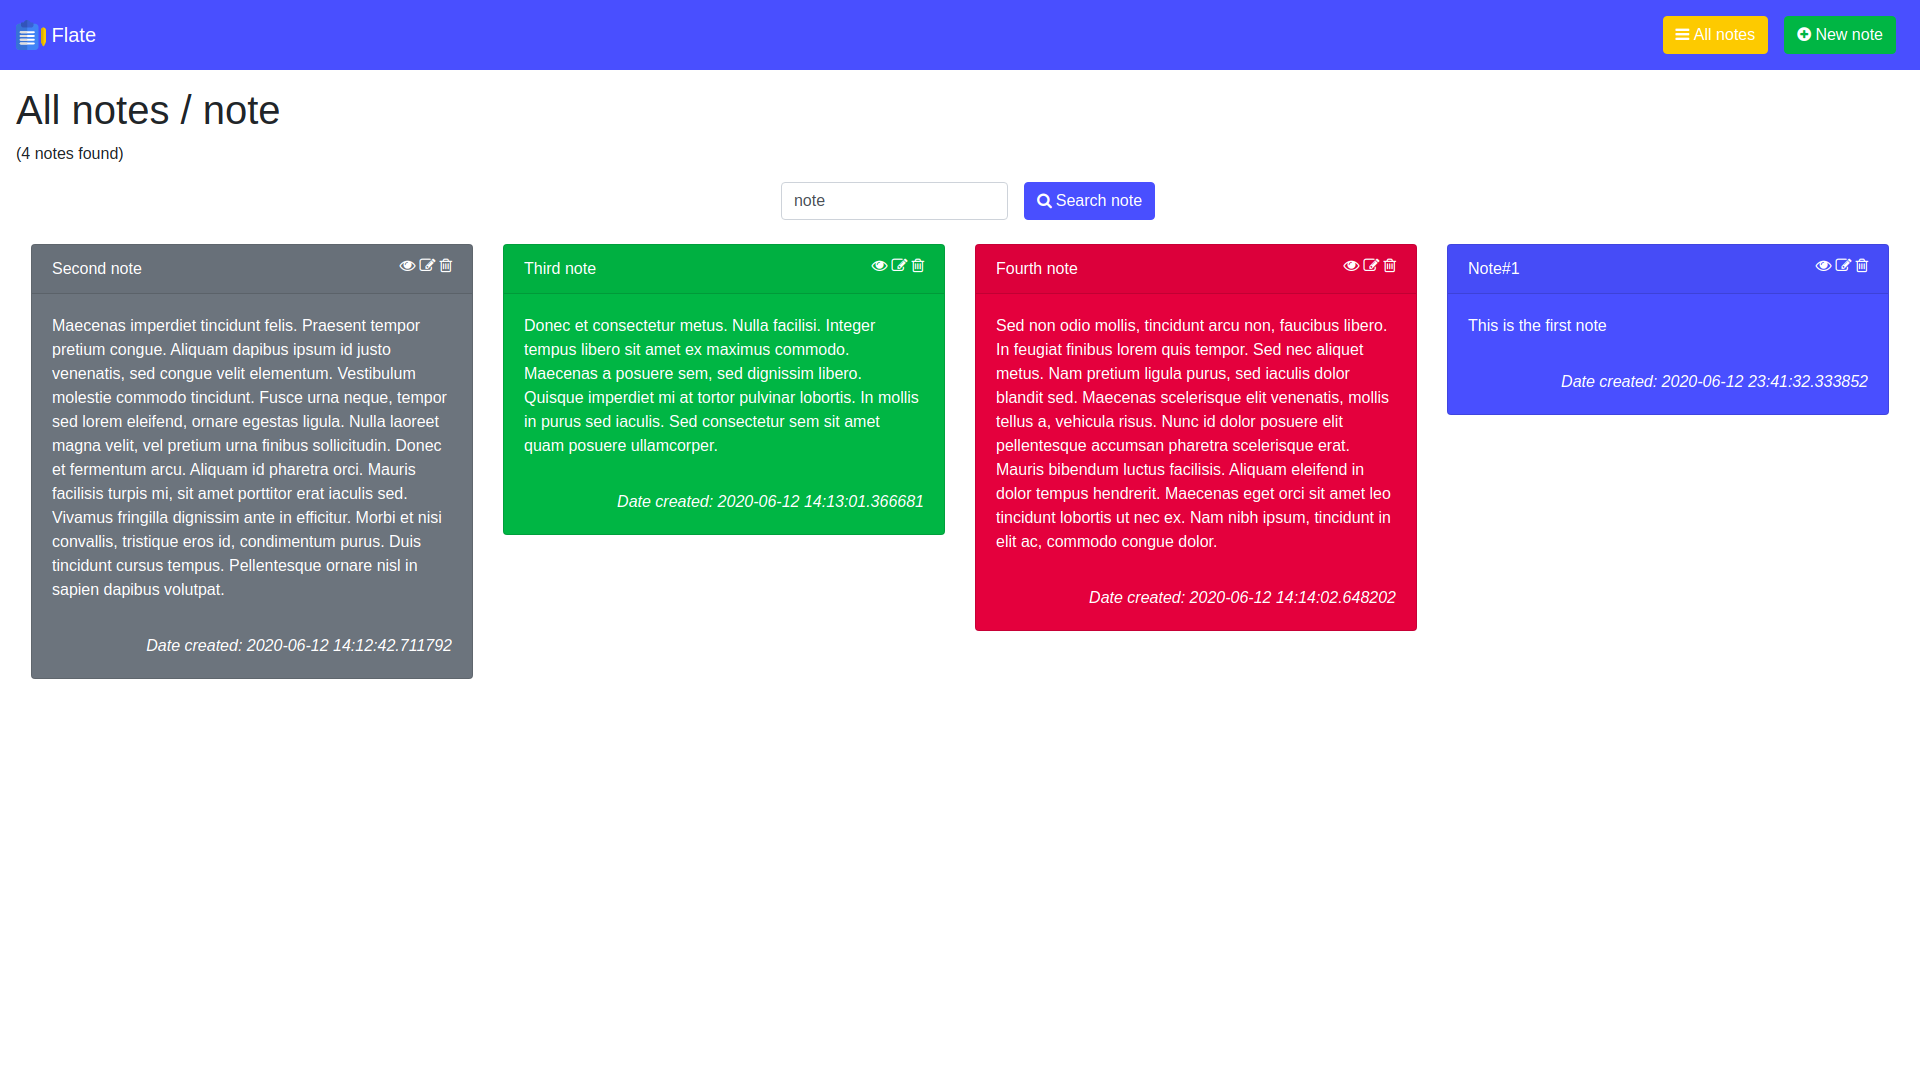 Flate
All notes
New note
All notes / note
(4 notes found)
note
Search note
Second note
Maecenas imperdiet tincidunt felis. Praesent tempor
pretium congue. Aliquam dapibus ipsum id justo
venenatis, sed congue velit elementum. Vestibulum
molestie commodo tincidunt. Fusce urna neque, tempor
sed lorem eleifend, ornare egestas ligula. Nulla laoreet
magna velit, vel pretium urna finibus sollicitudin. Donec
et fermentum arcu. Aliquam id pharetra orci. Mauris
facilisis turpis mi, sit amet porttitor erat iaculis sed.
Vivamus fringilla dignissim ante in efficitur. Morbi et nisi
convallis, tristique eros id, condimentum purus. Duis
tincidunt cursus tempus. Pellentesque ornare nisl in
sapien dapibus volutpat.
Date created: 2020-06-12 14:12:42.711792
Third note
Donec et consectetur metus. Nulla facilisi. Integer
tempus libero sit amet ex maximus commodo.
Maecenas a posuere sem, sed dignissim libero.
Quisque imperdiet mi at tortor pulvinar lobortis. In mollis
in purus sed iaculis. Sed consectetur sem sit amet
quam posuere ullamcorper.
Date created: 2020-06-12 14:13:01.366681
Fourth note
Sed non odio mollis, tincidunt arcu non, faucibus libero.
In feugiat finibus lorem quis tempor. Sed nec aliquet
metus. Nam pretium ligula purus, sed iaculis dolor
blandit sed. Maecenas scelerisque elit venenatis, mollis
tellus a, vehicula risus. Nunc id dolor posuere elit
pellentesque accumsan pharetra scelerisque erat.
Mauris bibendum luctus facilisis. Aliquam eleifend in
dolor tempus hendrerit. Maecenas eget orci sit amet leo
tincidunt lobortis ut nec ex. Nam nibh ipsum, tincidunt in
elit ac, commodo congue dolor.
Date created: 2020-06-12 14:14:02.648202
Note#1
This is the first note
Date created: 2020-06-12 23:41:32.333852